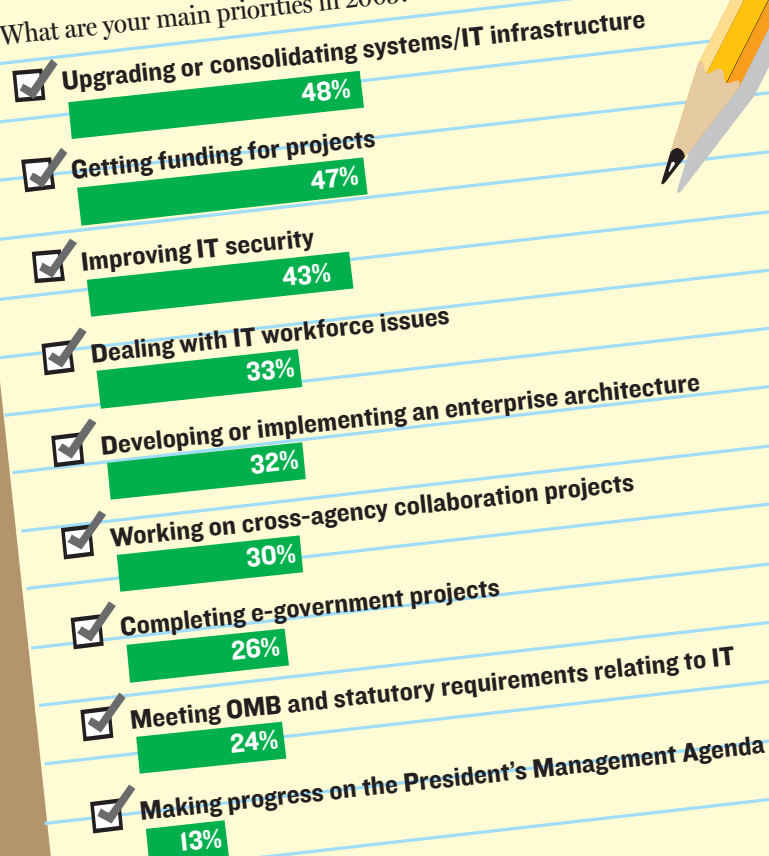 What are your main priorities in
Upgrading or consolidating systems/IT infrastructure
48%
Getting funding for projects
47%
Improving IT security
43%
Dealing with IT workforce issues
33%
Developing or implementing an enterprise architecture
32%
Working on cross-agency collaboration projects
30%
Completing e-government projects
26%
Meeting OMB and statutory requirements relating to IT
24%
Making progress on the President's Management Agenda
13%